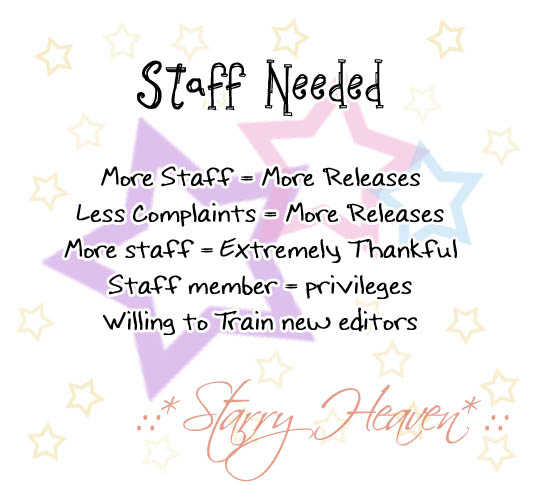 Staff Needed
More Staff = More Releases
Less Complaints = More Releases
More staff = Extremely Thankful
Staff member = privileges
Willing to Train new editors
.:* Starry Heaven* .: